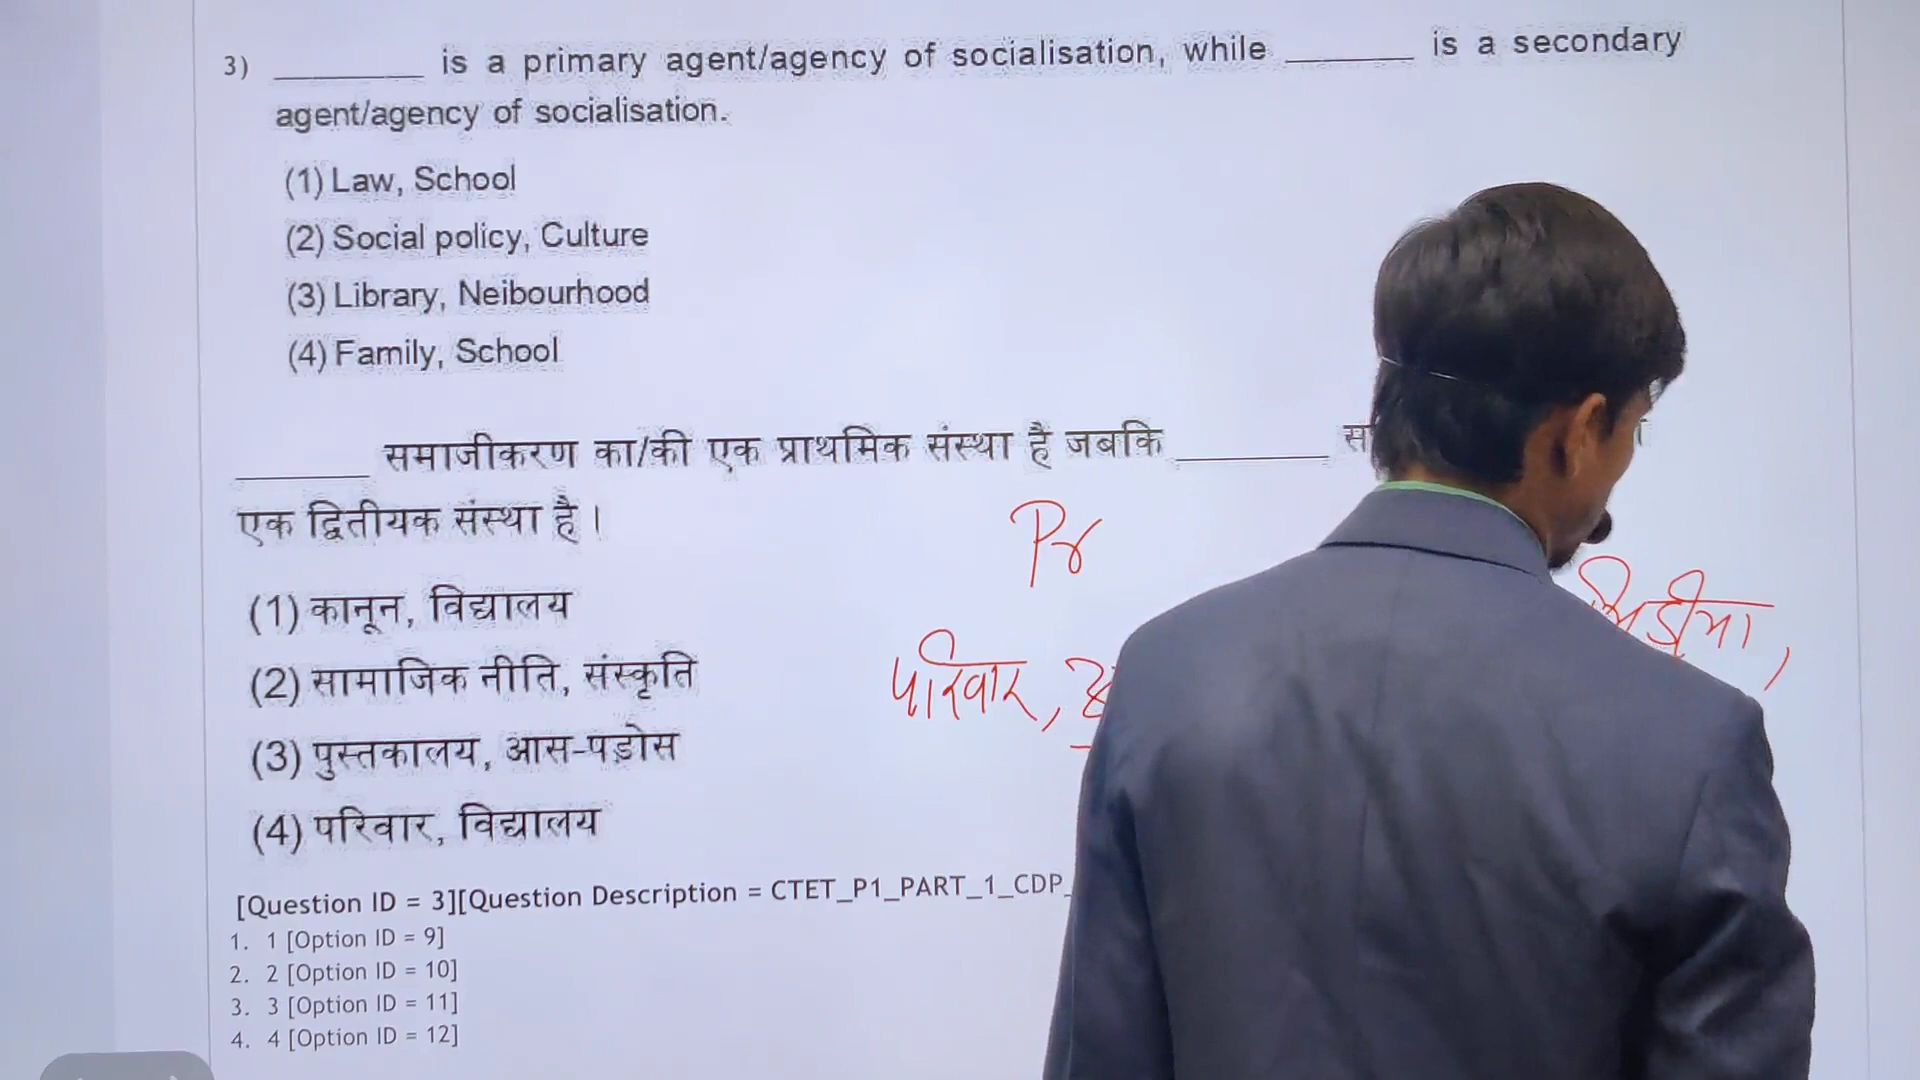 3) ________ is a primary agent/agency of socialisation, while _______ is a secondary
agent/agency of socialisation.
(1) Law, School
(2) Social policy, Culture
(3) Library, Neibourhood
(4) Family, School
_______ समाजीकरण का/की एक प्राथमिक संस्था है जबकि ________
एक द्वितीयक संस्था है।
(1) कानून, विद्यालय
(2) सामाजिक नीति, संस्कृति
(3) पुस्तकालय, आस-पड़ोस
(4) परिवार, विद्यालय
Pr
मिडीया,
परिवार,
[Question ID = 3][Question Description = CTET_P1_PART_1_CDP_
1. 1 [Option ID = 9]
2. 2 [Option ID = 10]
3. 3 [Option ID = 11]
4. 4 [Option ID = 12]